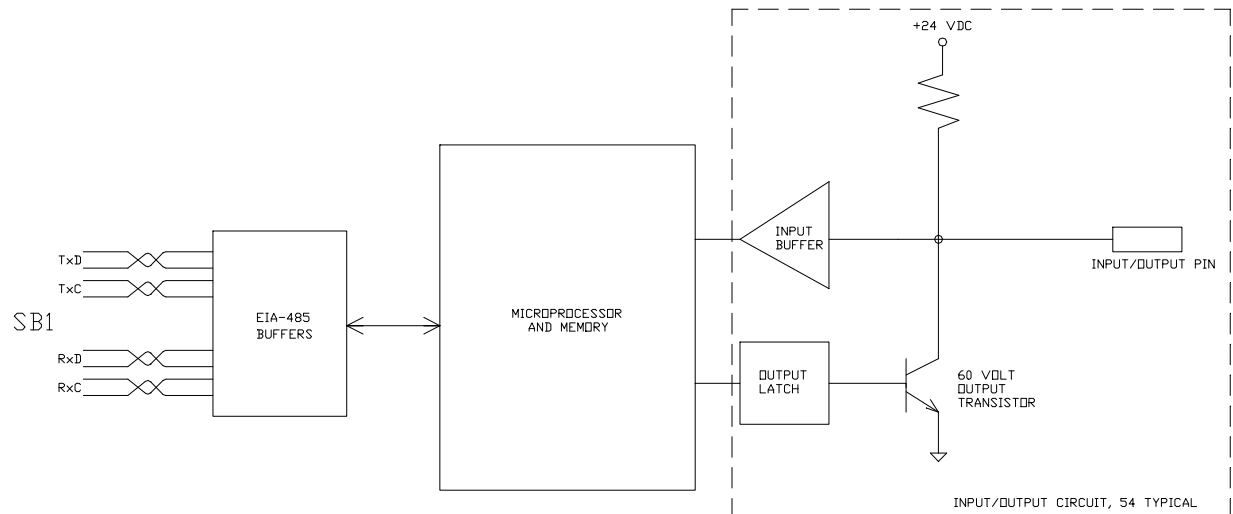 +24 VDC
INPUT
BUFFER
INPUT/OUTPUT PIN
TxD
TxC
SB1
RxD
RxC
EIA-485
BUFFERS
MICROPROCESSOR
AND MEMORY
OUTPUT
LATCH
60 VOLT
OUTPUT
TRANSISTOR
INPUT/OUTPUT CIRCUIT, 54 TYPICAL